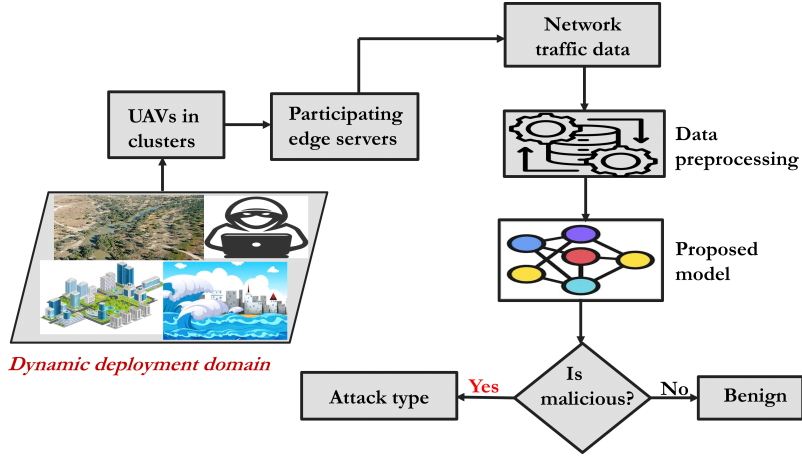 Network
traffic data
UAVs in
clusters
Participating
edge servers
Data
preprocessing
Proposed
model
Dynamic deployment domain
Is
malicious?
Yes
No
Attack type
Benign